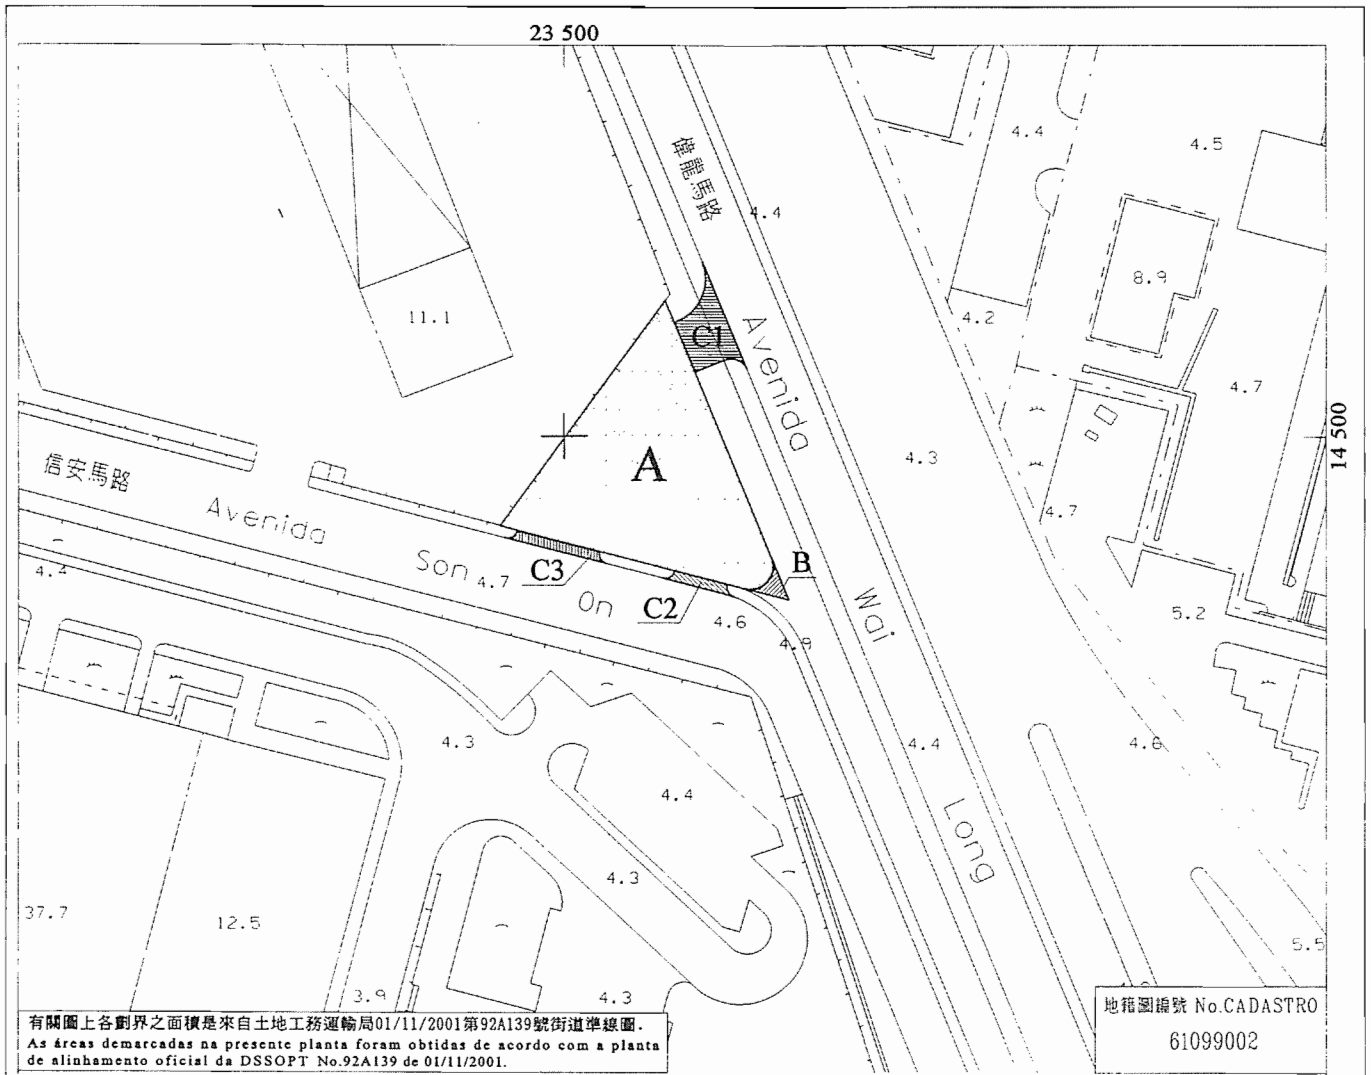 23 500
偉龍馬路
4.4
4.4
4.5
8.9
4.2
11.1
C1
Avenida
4.7
14 500
A
4.3
信安馬路
Avenida
4.7
Son
4.7
C3
B
On
C2
4.6
Wai
4.9
5.2
4.4
4.3
4.4
4.6
4.4
Long
4.3
37.7
12.5
5.5
3.9
4.3
有關圖上各劃界之面積是來自土地工務運輸局01/11/2001第92A139號街道準線圖.
As áreas demarcadas na presente planta foram obtidas de acordo com a planta
de alinhamento oficial da DSSOPT No.92A139 de 01/11/2001.
地籍圖編號 No.CADASTRO
61099002